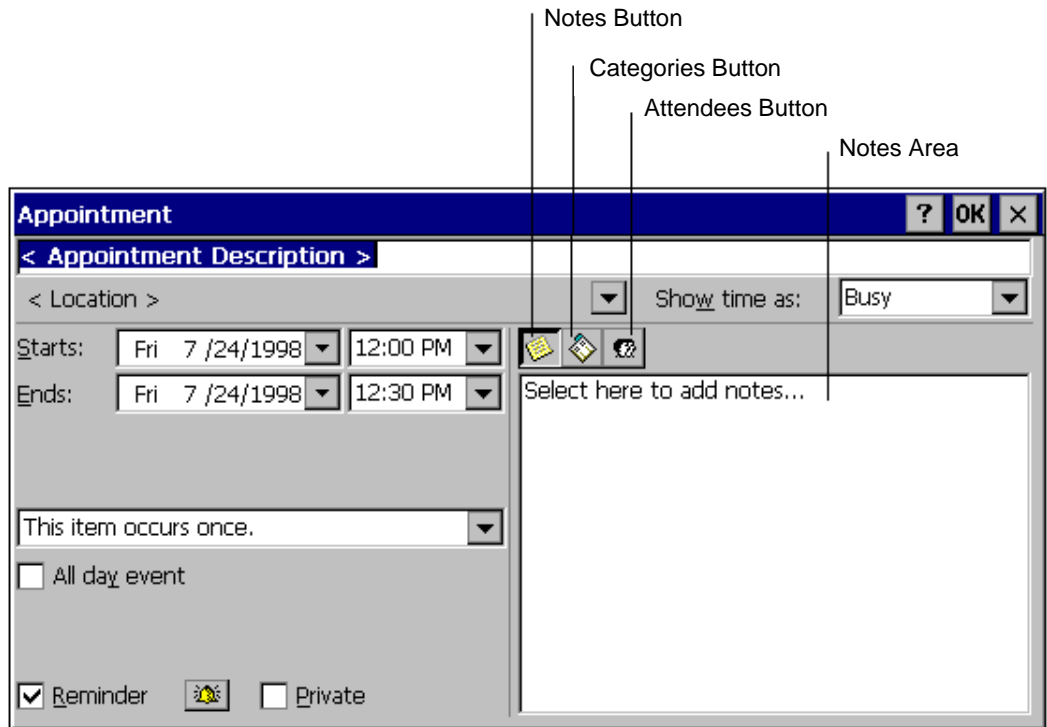 Notes Button
Categories Button
Attendees Button
Notes Area
Appointment ? OK ×
< Appointment Description >
< Location > Show time as: Busy
Starts: Fri 7 /24/1998 12:00 PM
Ends: Fri 7 /24/1998 12:30 PM
Select here to add notes...
This item occurs once.
All day event
Reminder Private